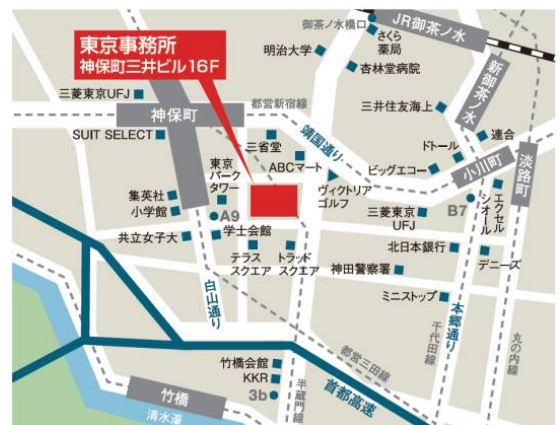 東京事務所
神保町三井ビル16F
御茶ノ水橋口
さくら
薬局
JR御茶ノ水
明治大学
杏林堂病院
新御茶ノ水
三菱東京UFJ
神保町
都営新宿線
三井住友海上
SUIT SELECT
三省堂
靖国通り
ドトール
連合
淡路町
ABCマート
ビッグエコー
小川町
東京
パーク
タワー
ヴィクトリア
ゴルフ
集英社
小学館
A9
三菱東京
UFJ
B7
エクセル
シオール
共立女子大
学士会館
北日本銀行
デニーズ
テラス
スクエア
トラッド
スクエア
神田警察署
白山通り
ミニストップ
本郷通り
千代田線
丸の内線
都営三田線
竹橋会館
KKR
3b
半蔵門線
首都高速
竹橋
清水濠